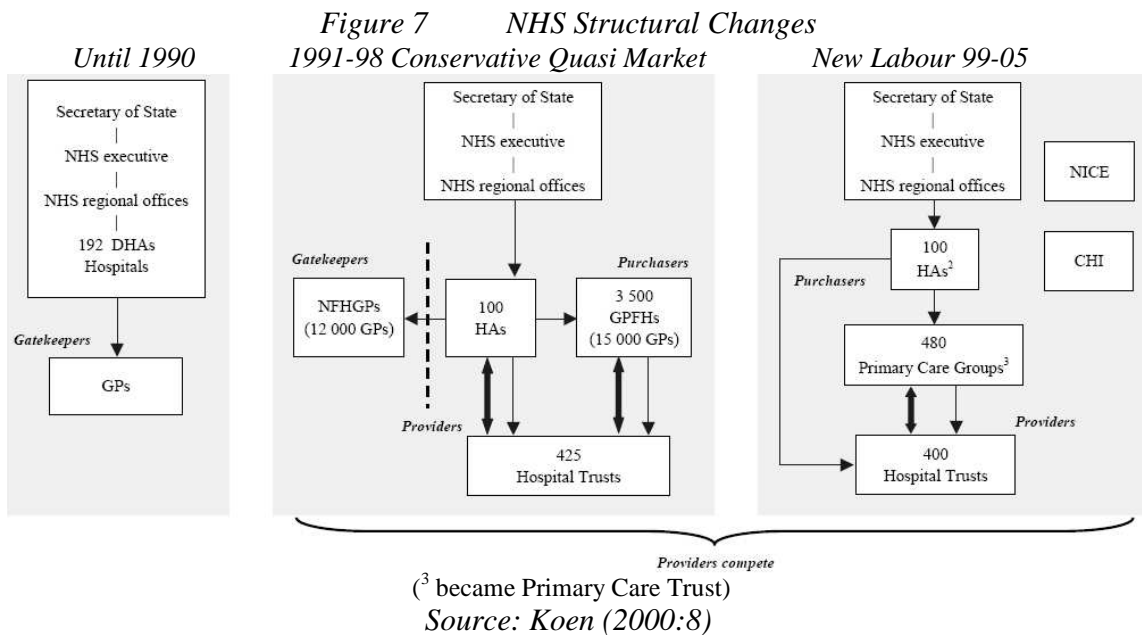 Figure 7 NHS Structural Changes
Until 1990 1991-98 Conservative Quasi Market New Labour 99-05
Secretary of State
NHS executive
NHS regional offices
192 DHAs
Hospitals
Gatekeepers
GPs
Secretary of State
NHS executive
NHS regional offices
Gatekeepers
Purchasers
NFHGPs
(12 000 GPs)
100
HAs
3 500
GPFHs
(15 000 GPs)
Providers
425
Hospital Trusts
Secretary of State
NHS executive
NHS regional offices
NICE
100
HAs²
CHI
Purchasers
480
Primary Care Groups³
Providers
400
Hospital Trusts
Providers compete
(³ became Primary Care Trust)
Source: Koen (2000:8)